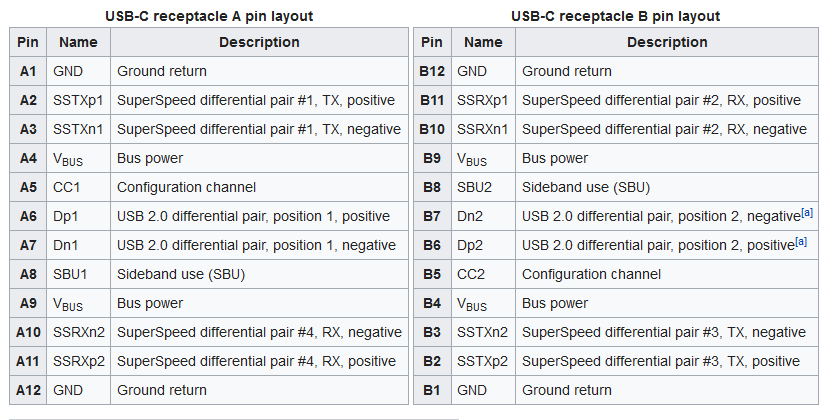 USB-C receptacle A pin layout
Pin Name Description
A1 GND Ground return
A2 SSTXp1 SuperSpeed differential pair #1, TX, positive
A3 SSTXn1 SuperSpeed differential pair #1, TX, negative
A4 VBUS Bus power
A5 CC1 Configuration channel
A6 Dp1 USB 2.0 differential pair, position 1, positive
A7 Dn1 USB 2.0 differential pair, position 1, negative
A8 SBU1 Sideband use (SBU)
A9 VBUS Bus power
A10 SSRXn2 SuperSpeed differential pair #4, RX, negative
A11 SSRXp2 SuperSpeed differential pair #4, RX, positive
A12 GND Ground return
USB-C receptacle B pin layout
Pin Name Description
B12 GND Ground return
B11 SSRXp1 SuperSpeed differential pair #2, RX, positive
B10 SSRXn1 SuperSpeed differential pair #2, RX, negative
B9 VBUS Bus power
B8 SBU2 Sideband use (SBU)
B7 Dn2 USB 2.0 differential pair, position 2, negative[a]
B6 Dp2 USB 2.0 differential pair, position 2, positive[a]
B5 CC2 Configuration channel
B4 VBUS Bus power
B3 SSTXn2 SuperSpeed differential pair #3, TX, negative
B2 SSTXp2 SuperSpeed differential pair #3, TX, positive
B1 GND Ground return